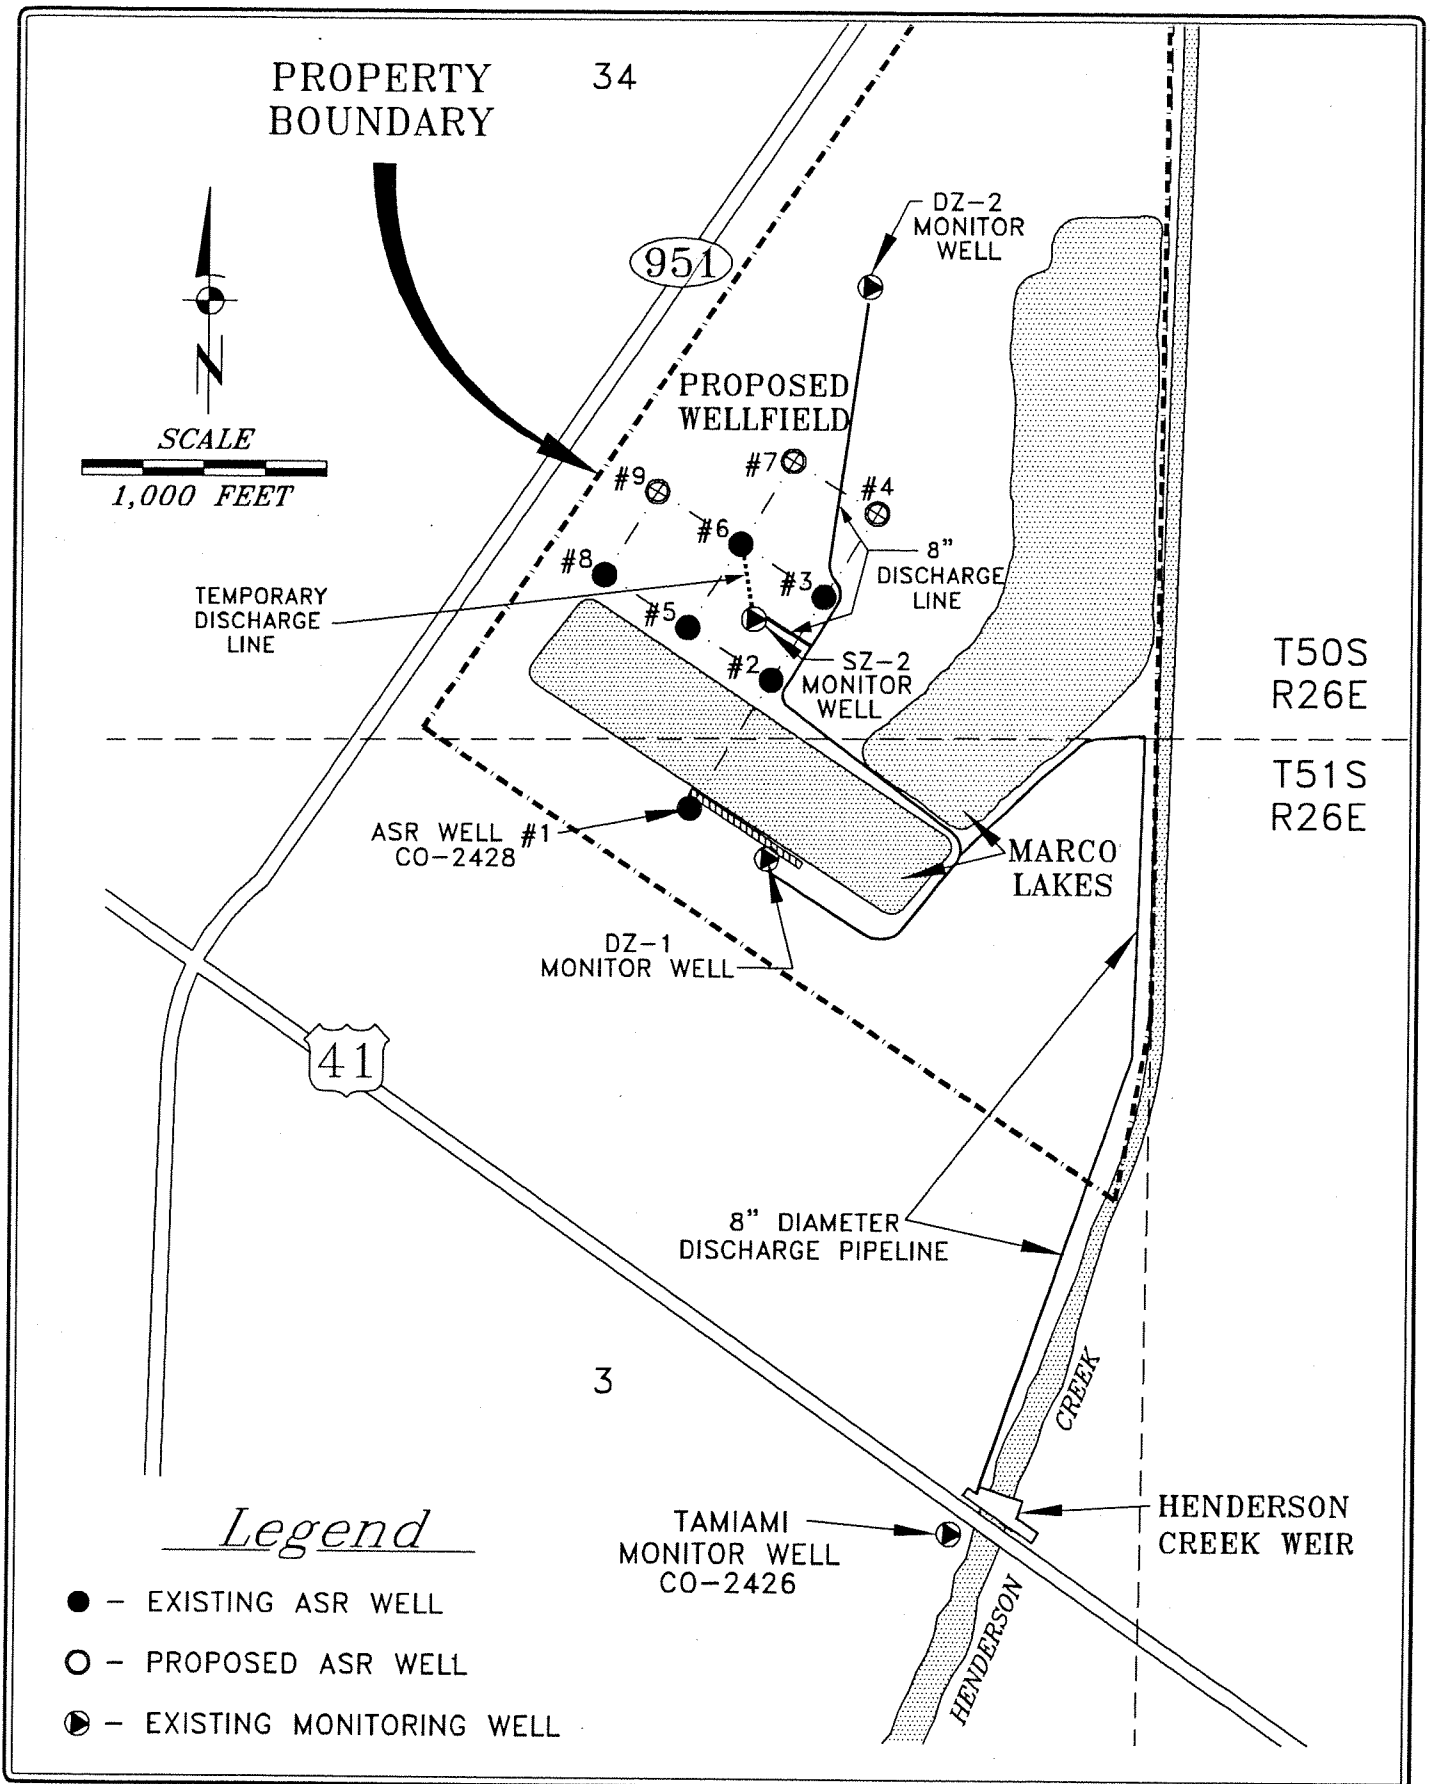 PROPERTY
BOUNDARY
34
DZ-2
MONITOR
WELL
951
N
SCALE
1,000 FEET
PROPOSED
WELLFIELD
#7
#9
#4
#6
#8
#3
8"
DISCHARGE
LINE
TEMPORARY
DISCHARGE
LINE
#5
#2
SZ-2
MONITOR
WELL
T50S
R26E
T51S
R26E
ASR WELL #1
CO-2428
MARCO
LAKES
DZ-1
MONITOR WELL
41
8" DIAMETER
DISCHARGE PIPELINE
3
CREEK
HENDERSON
TAMIAMI
MONITOR WELL
CO-2426
HENDERSON
CREEK WEIR
Legend
- EXISTING ASR WELL
- PROPOSED ASR WELL
- EXISTING MONITORING WELL